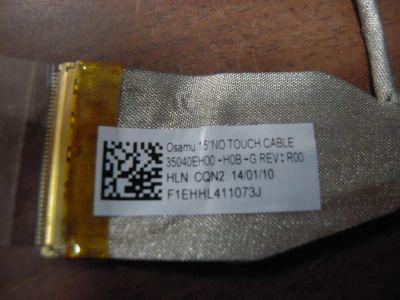 Osamu 15"NO TOUCH CABLE
35040EH00-H0B-G REV:R00
HLN CQN2 14/01/10
F1EHHL411073J